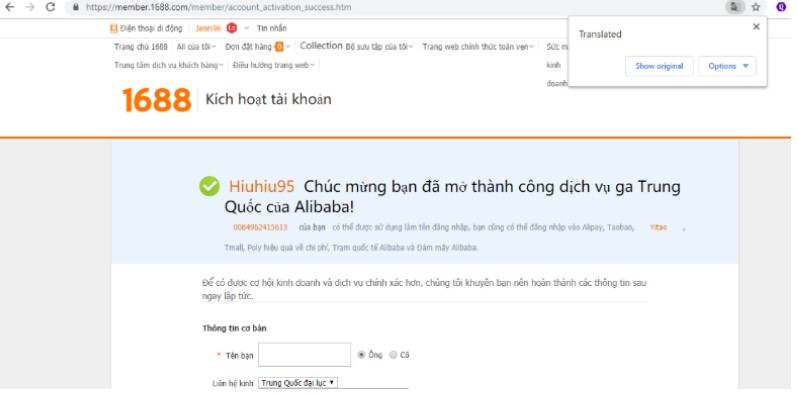 https://member.1688.com/member/account_activation_success.htm
Điện thoại di động Jenni96 Tin nhắn
Trang chủ 1688 Ali của tôi Đơn đặt hàng Collection Bộ sưu tập của tôi Trang web chính thức toàn vẹn Sức m
Trung tâm dịch vụ khách hàng Điều hướng trang web kinh
doanh
Translated
Show original Options
1688 Kích hoạt tài khoản
Hiuhiu95 Chúc mừng bạn đã mở thành công dịch vụ ga Trung
Quốc của Alibaba!
0084962415613 của bạn có thể được sử dụng làm tên đăng nhập, bạn cũng có thể đăng nhập vào Alipay, Taobao, Yitao ,
Tmall, Poly hiệu quả về chi phí, Trạm quốc tế Alibaba và Đám mây Alibaba.
Để có được cơ hội kinh doanh và dịch vụ chính xác hơn, chúng tôi khuyên bạn nên hoàn thành các thông tin sau
ngay lập tức.
Thông tin cơ bản
* Tên bạn Ông Cô
Liên hệ kinh Trung Quốc đại lục